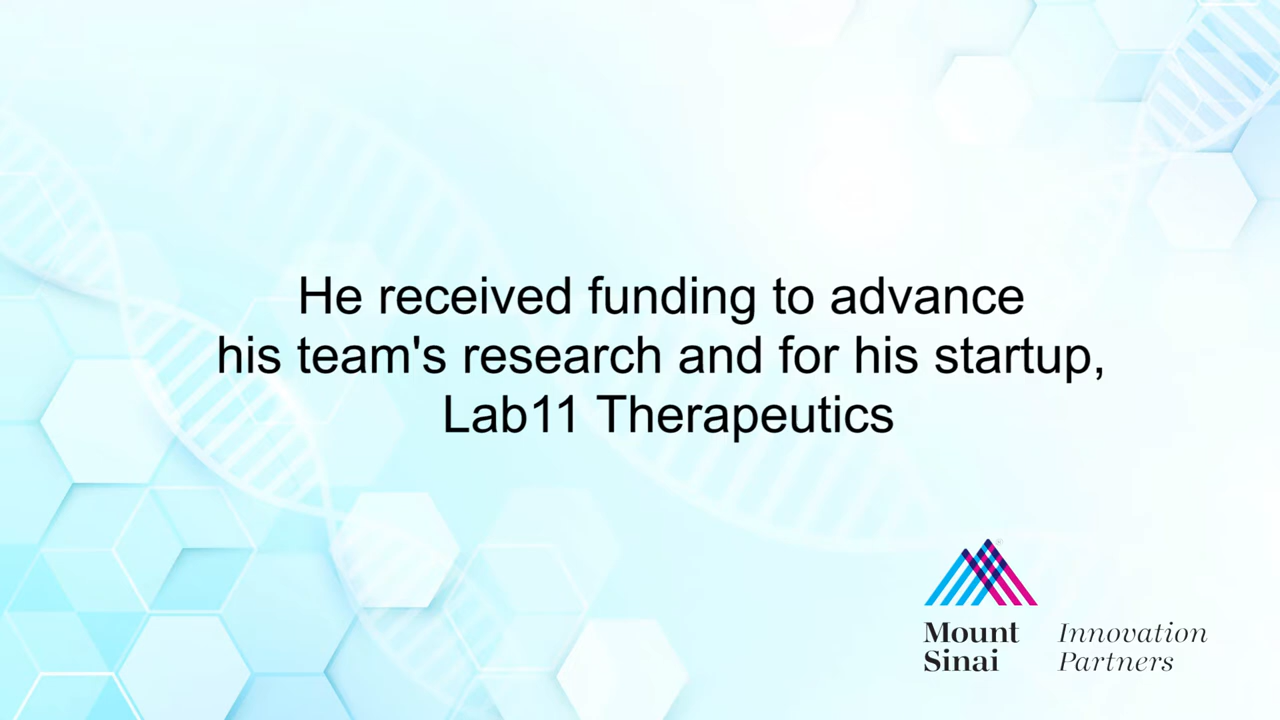 He received funding to advance
his team's research and for his startup,
Lab11 Therapeutics
Mount Sinai
Innovation Partners